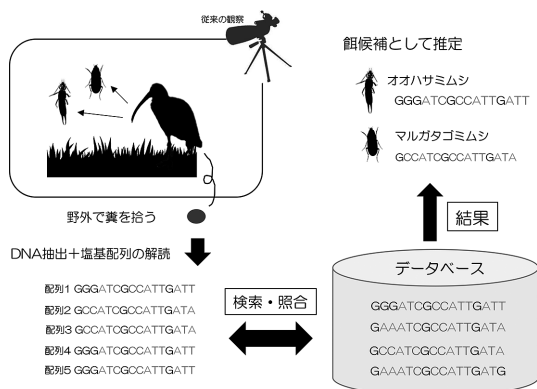 従来の観察
餌候補として推定
オオハサミムシ
GGGATCGCCATTGATT
マルガタゴミムシ
GCCATCGCCATTGATA
野外で糞を拾う
DNA抽出+塩基配列の解読
配列1 GGGATCGCCATTGATT
配列2 GCCATCGCCATTGATA
配列3 GCCATCGCCATTGATA
配列4 GGGATCGCCATTGATT
配列5 GGGATCGCCATTGATT
検索・照合
結果
データベース
GGGATCGCCATTGATT
GAAATCGCCATTGATA
GCCATCGCCATTGATA
GAAATCGCCATTGATG